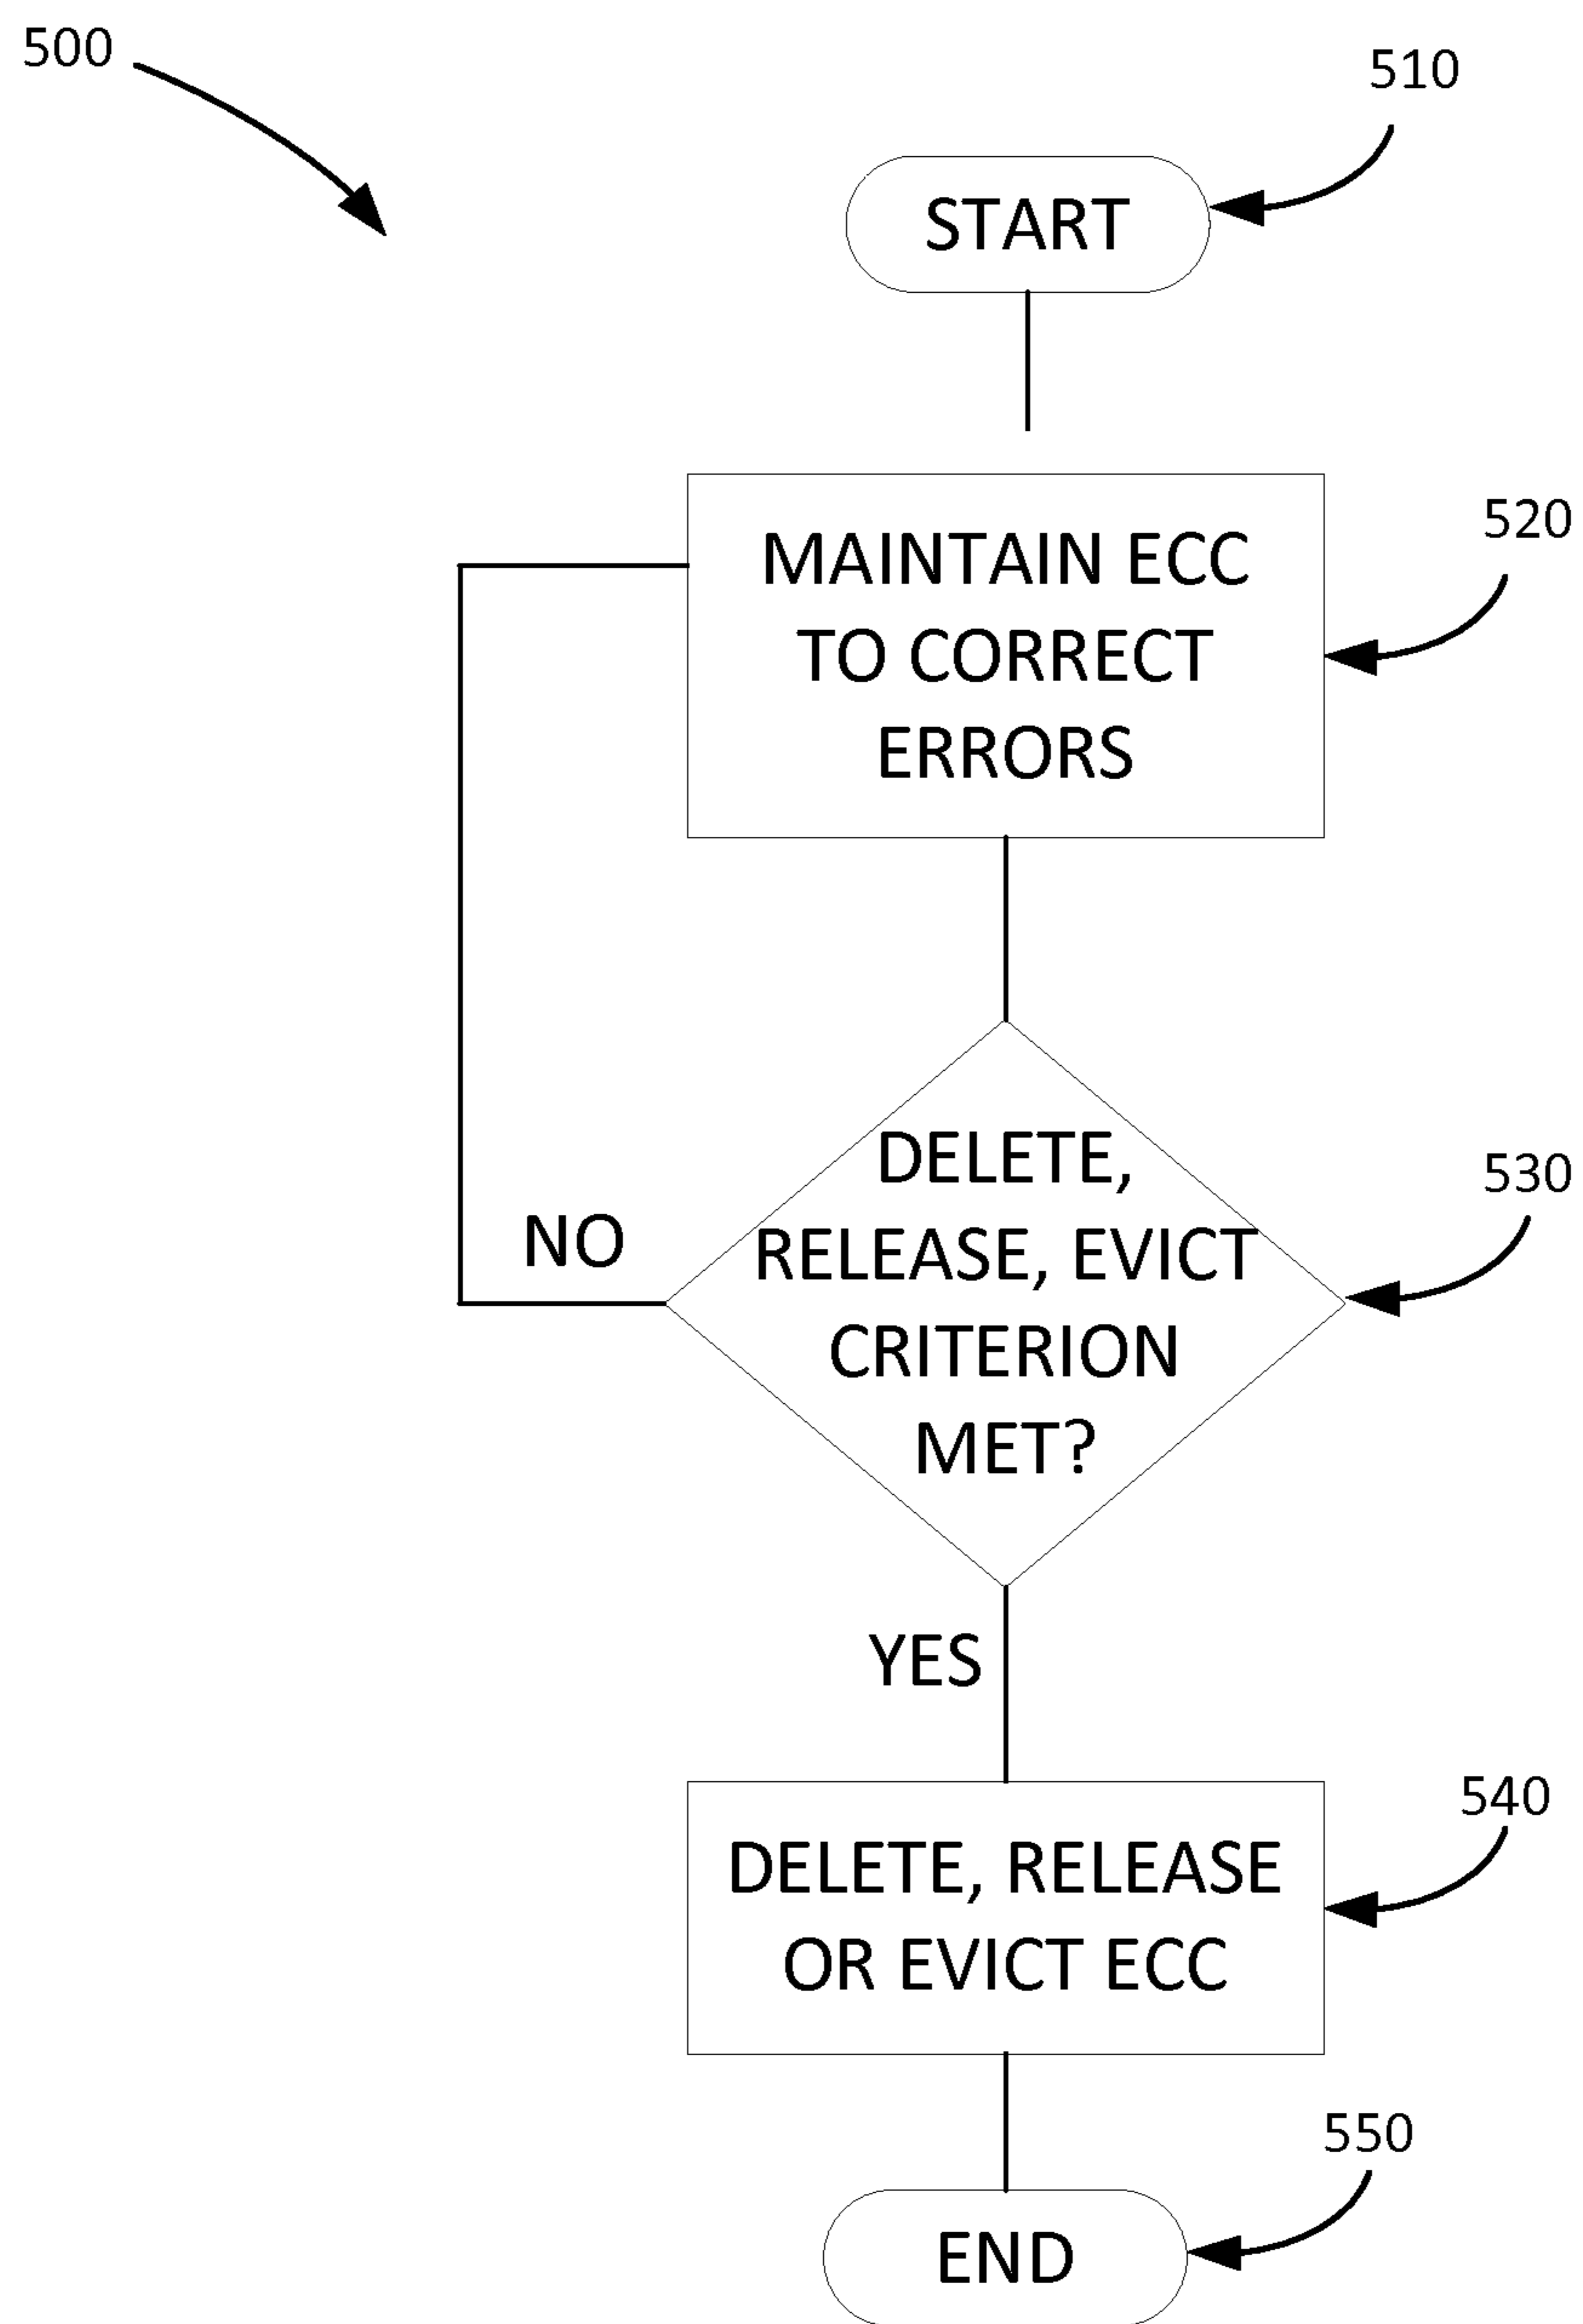 500
510
START
520
MAINTAIN ECC
TO CORRECT
ERRORS
530
DELETE,
RELEASE, EVICT
CRITERION
MET?
NO
YES
540
DELETE, RELEASE
OR EVICT ECC
550
END